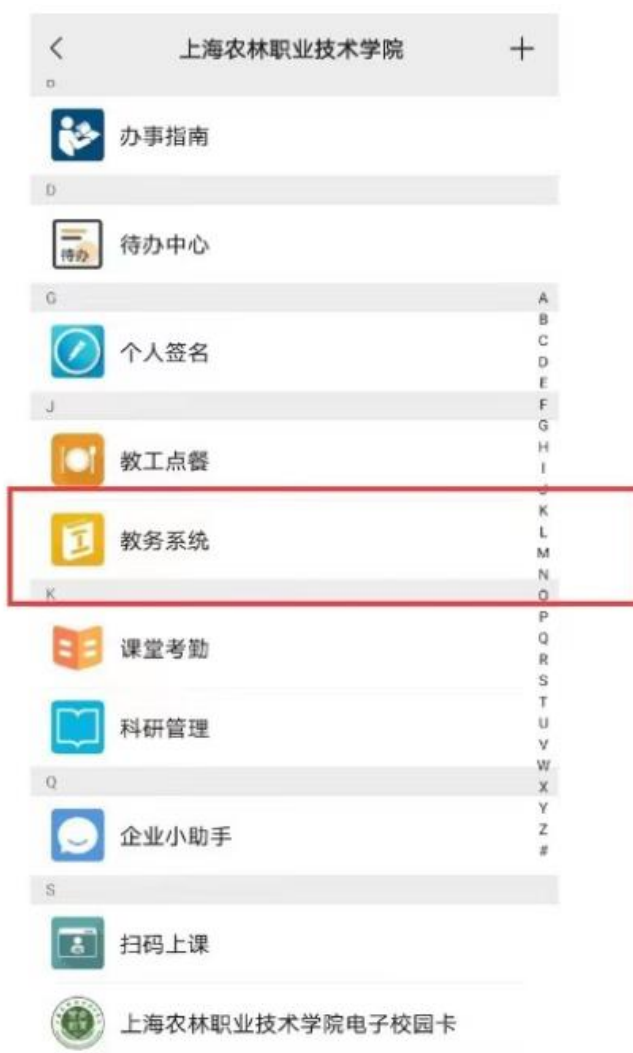 上海农林职业技术学院
办事指南
D
待办
待办中心
G
个人签名
J
教工点餐
教务系统
K
课堂考勤
科研管理
Q
企业小助手
S
扫码上课
上海农林职业技术学院电子校园卡
A
B
C
D
E
F
G
H
I
J
K
L
M
N
O
P
Q
R
S
T
U
V
W
X
Y
Z
#